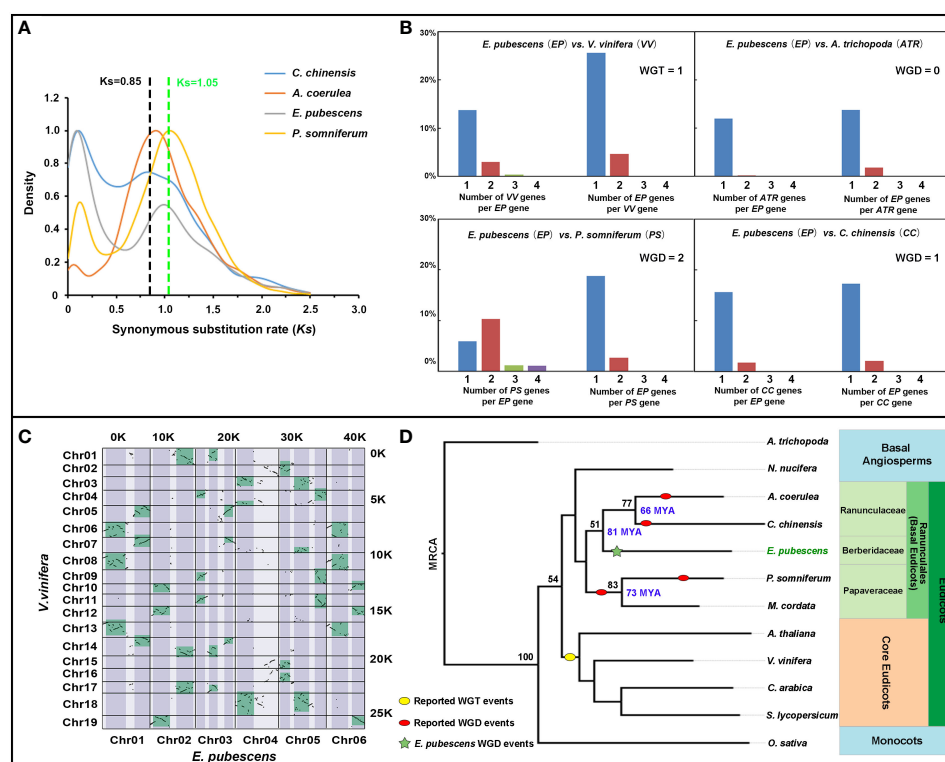 A
Ks=0.85
Ks=1.05
C. chinensis
A. coerulea
E. pubescens
P. somniferum
1.2
1.0
0.8
0.6
0.4
0.2
0
Density
0 0.5 1.0 1.5 2.0 2.5 3.0
Synonymous substitution rate (Ks)
B
30%
20%
10%
0%
E. pubescens (EP) vs. V. vinifera (VV)
WGT = 1
1 2 3 4 1 2 3 4
Number of VV genes per EP gene
Number of EP genes per VV gene
E. pubescens (EP) vs. A. trichopoda (ATR)
WGD = 0
1 2 3 4 1 2 3 4
Number of ATR genes per EP gene
Number of EP genes per ATR gene
30%
20%
10%
0%
E. pubescens (EP) vs. P. somniferum (PS)
WGD = 2
1 2 3 4 1 2 3 4
Number of PS genes per EP gene
Number of EP genes per PS gene
E. pubescens (EP) vs. C. chinensis (CC)
WGD = 1
1 2 3 4 1 2 3 4
Number of CC genes per EP gene
Number of EP genes per CC gene
C
0K 10K 20K 30K 40K
Chr01
Chr02
Chr03
Chr04
Chr05
Chr06
Chr07
Chr08
Chr09
Chr10
Chr11
Chr12
Chr13
Chr14
Chr15
Chr16
Chr17
Chr18
Chr19
V.vinifera
0K
5K
10K
15K
20K
25K
Chr01 Chr02 Chr03 Chr04 Chr05 Chr06
E. pubescens
D
MRCA
100
54
51
77
83
66 MYA
81 MYA
73 MYA
A. trichopoda
N. nucifera
A. coerulea
C. chinensis
E. pubescens
P. somniferum
M. cordata
A. thaliana
V. vinifera
C. arabica
S. lycopersicum
O. sativa
Basal Angiosperms
Ranunculaceae
Berberidaceae
Papaveraceae
Ranunculales (Basal Eudicots)
Eudicots
Core Eudicots
Monocots
Reported WGT events
Reported WGD events
E. pubescens WGD events